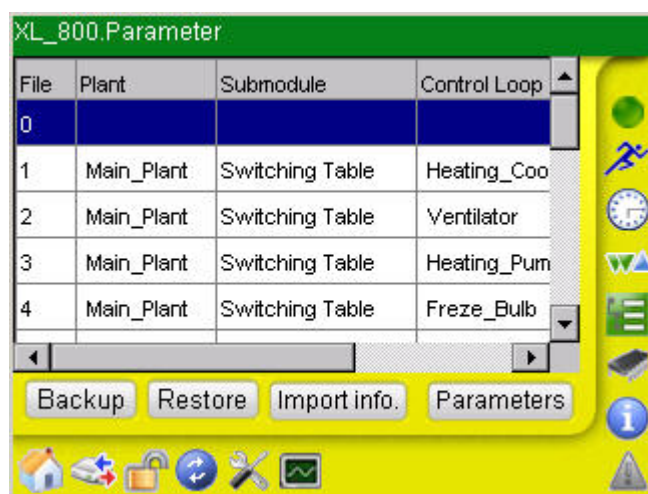 XL_800.Parameter
File Plant Submodule Control Loop
0
1 Main_Plant Switching Table Heating_Coo
2 Main_Plant Switching Table Ventilator
3 Main_Plant Switching Table Heating_Pum
4 Main_Plant Switching Table Freze_Bulb
Backup Restore Import info. Parameters